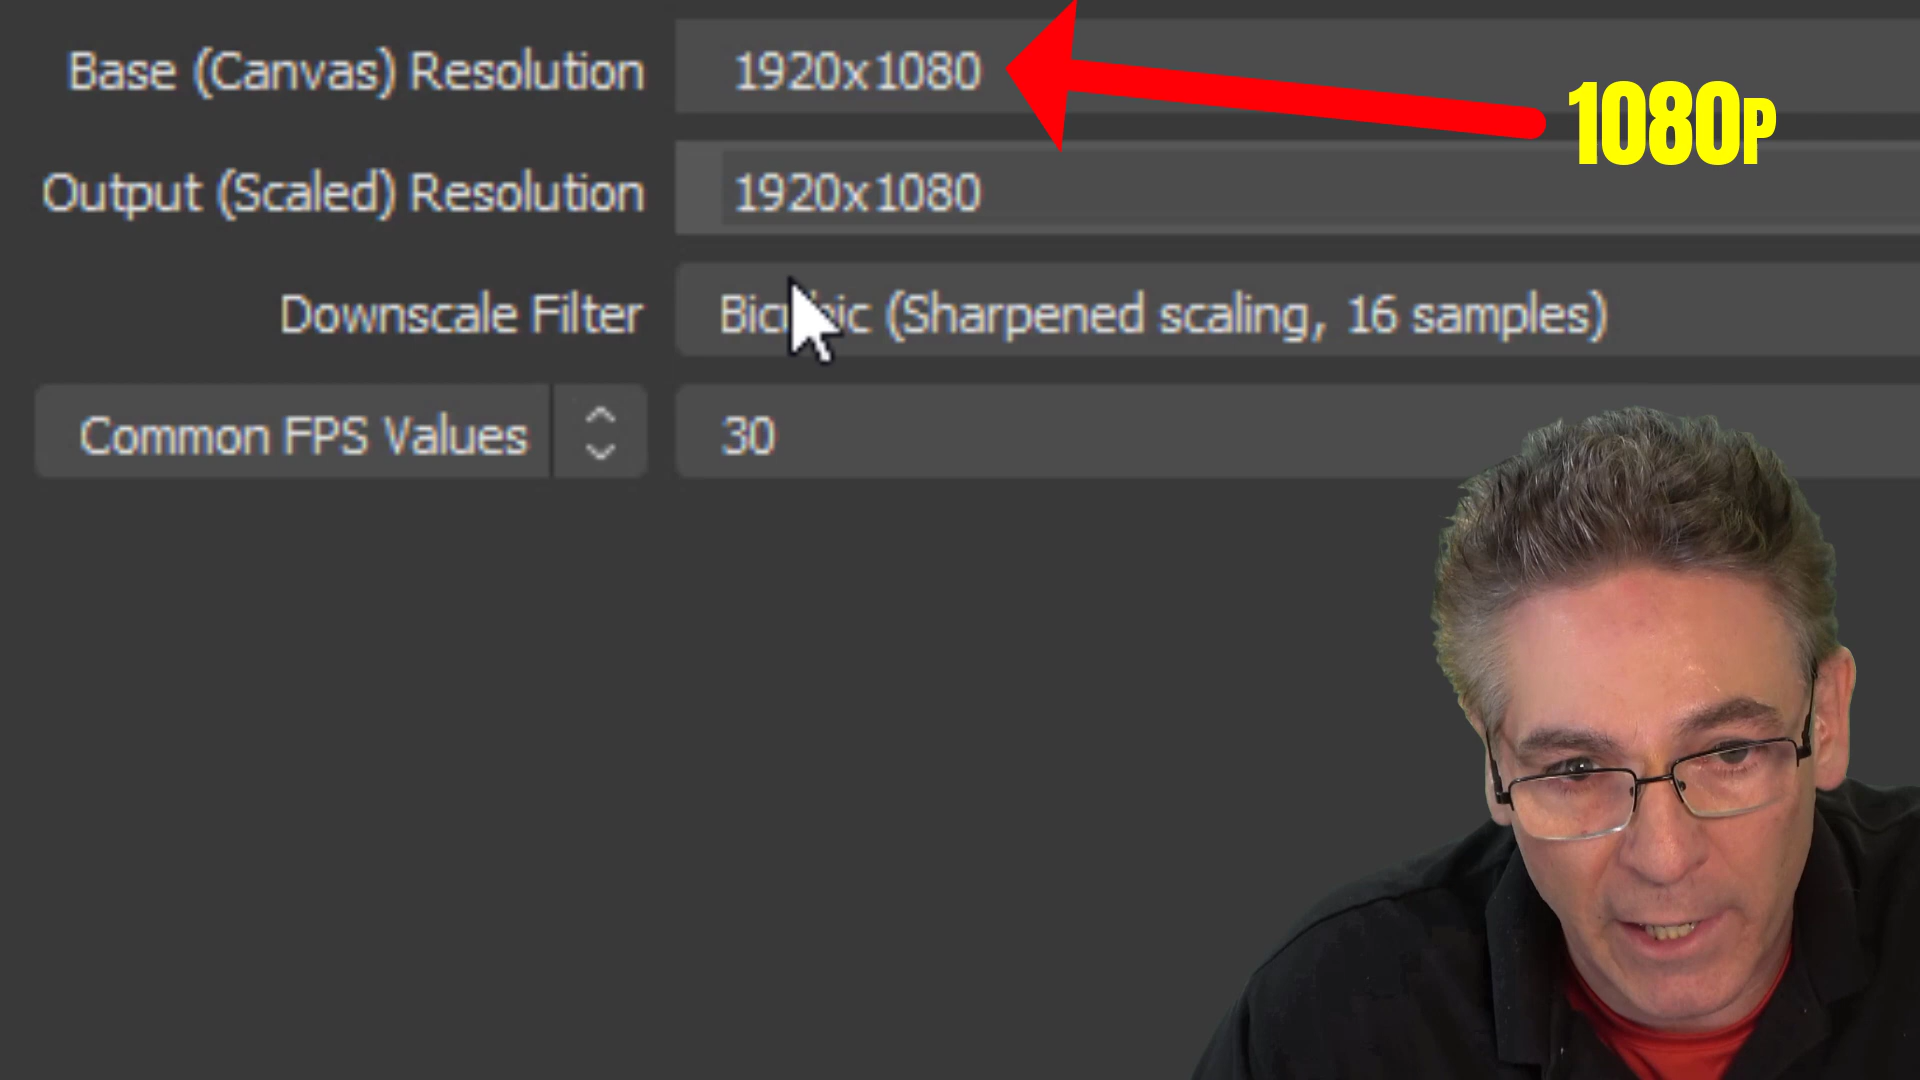 Base (Canvas) Resolution 1920x1080
1080P
Output (Scaled) Resolution 1920x1080
Downscale Filter Bicubic (Sharpened scaling, 16 samples)
Common FPS Values 30